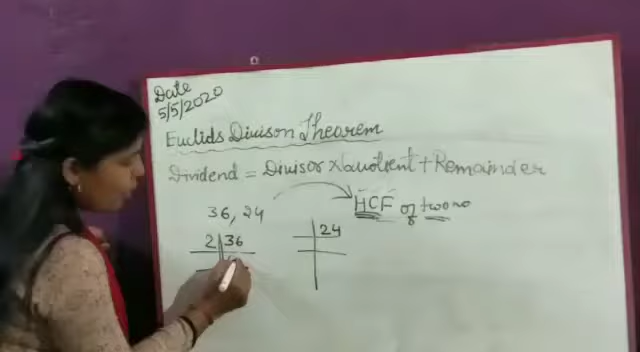 Date
5/5/2020
Euclids Divison Theorem
Dividend = Divisor × Quotient + Remainder
36, 24 HCF of two no
2 36 24